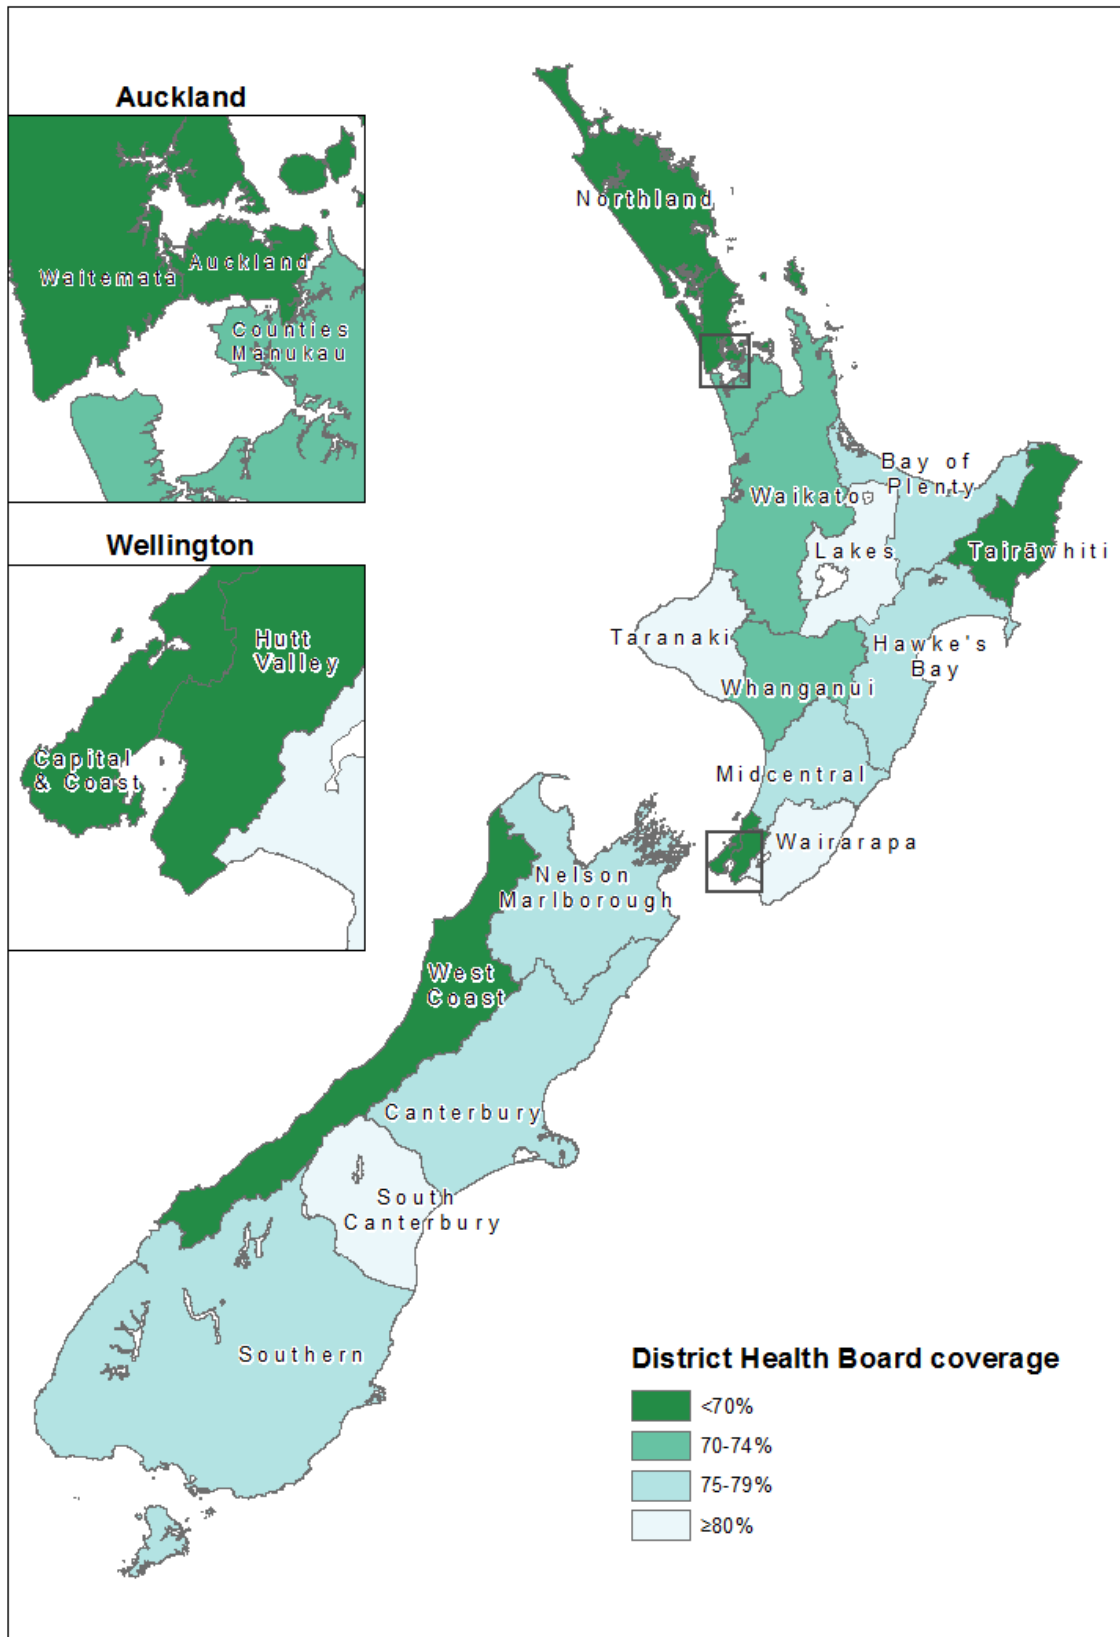 Auckland
Waitematā
Auckland
Counties
Manukau
Wellington
Hutt
Valley
Capital
& Coast
Northland
Bay of
Plenty
Waikato
Lakes
Tairāwhiti
Taranaki
Hawke's
Bay
Whanganui
Midcentral
Wairarapa
Nelson
Marlborough
West
Coast
Canterbury
South
Canterbury
Southern
District Health Board coverage
<70%
70-74%
75-79%
≥80%